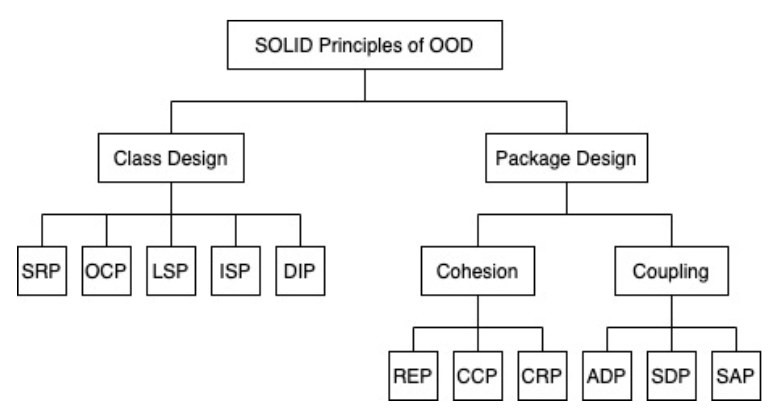 SOLID Principles of OOD
Class Design
Package Design
SRP
OCP
LSP
ISP
DIP
Cohesion
Coupling
REP
CCP
CRP
ADP
SDP
SAP